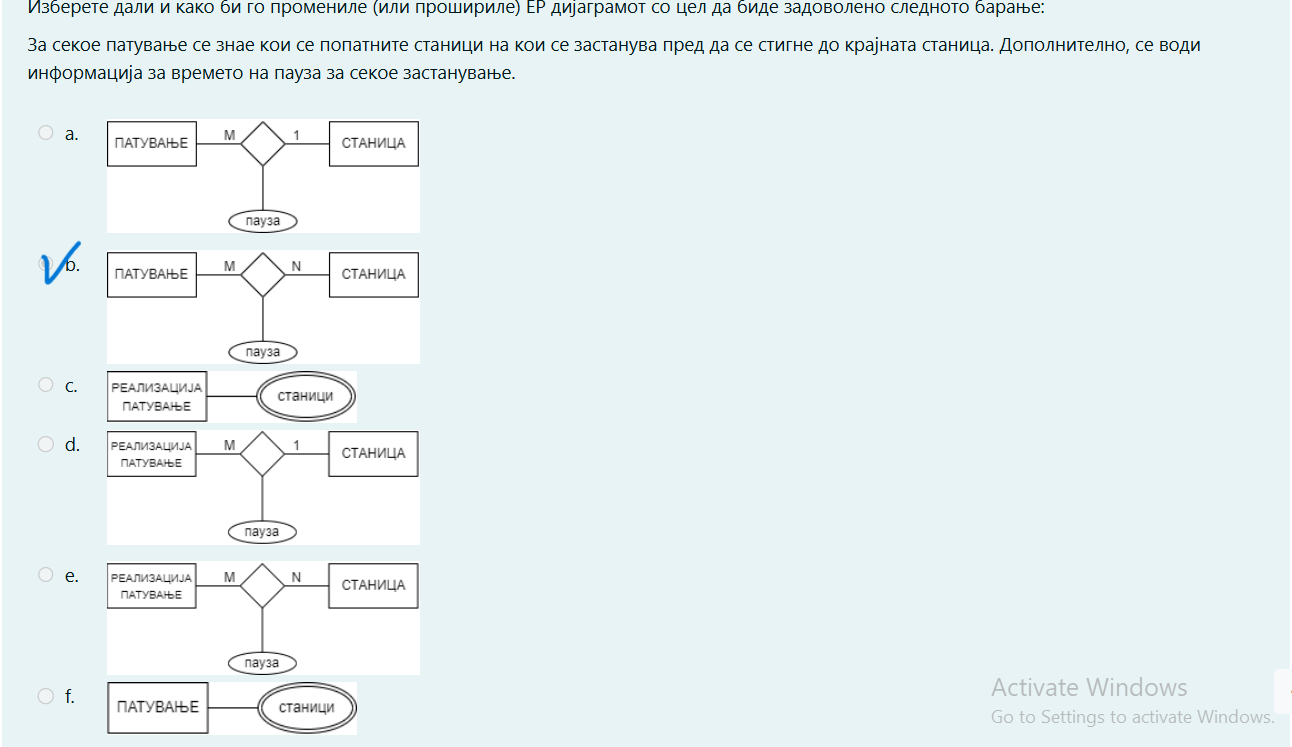 Изберете дали и како би го промениле (или прошириле) ЕР дијаграмот со цел да биде задоволено следното барање:
За секое патување се знае кои се попатните станици на кои се застанува пред да се стигне до крајната станица. Дополнително, се води
информација за времето на пауза за секое застанување.
a.
ПАТУВАЊЕ M 1 СТАНИЦА
пауза
b.
ПАТУВАЊЕ M N СТАНИЦА
пауза
c.
РЕАЛИЗАЦИЈА
ПАТУВАЊЕ
станици
d.
РЕАЛИЗАЦИЈА
ПАТУВАЊЕ
M 1 СТАНИЦА
пауза
e.
РЕАЛИЗАЦИЈА
ПАТУВАЊЕ
M N СТАНИЦА
пауза
f.
ПАТУВАЊЕ станици
Activate Windows
Go to Settings to activate Windows.